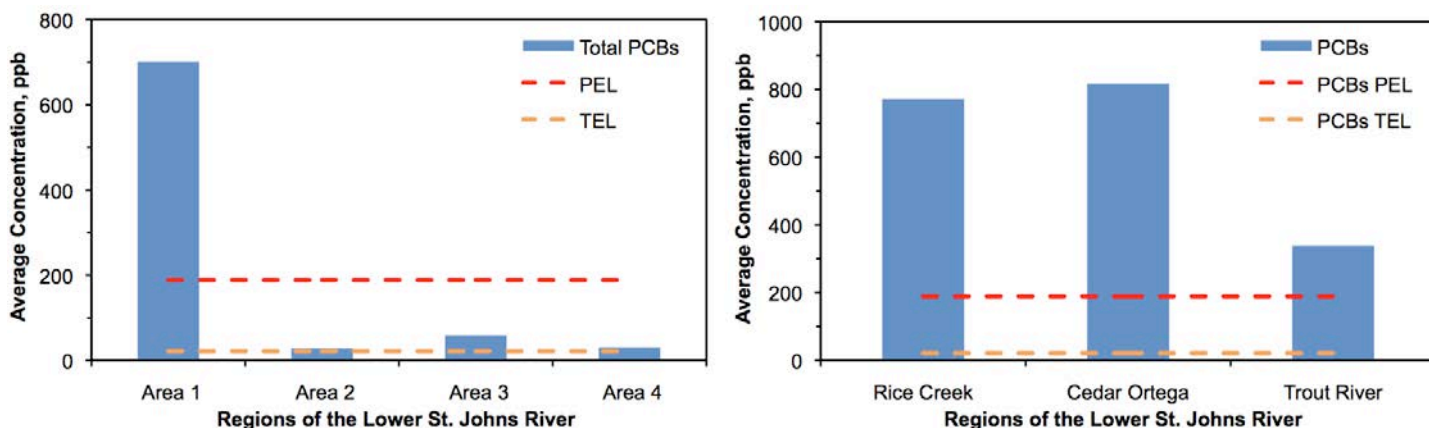 Average Concentration, ppb
800
600
400
200
0
Total PCBs
PEL
TEL
Area 1 Area 2 Area 3 Area 4
Regions of the Lower St. Johns River
Average Concentration, ppb
1000
800
600
400
200
0
PCBs
PCBs PEL
PCBs TEL
Rice Creek Cedar Ortega Trout River
Regions of the Lower St. Johns River